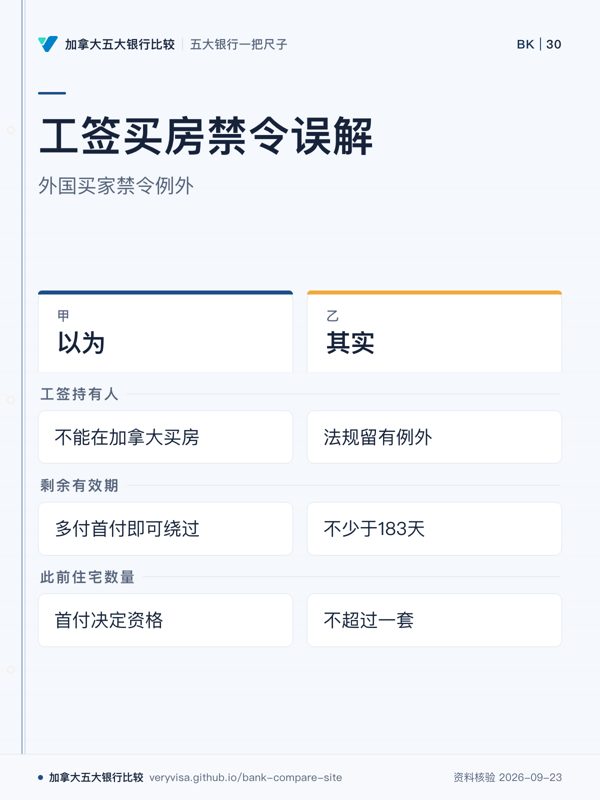 加拿大五大银行比较 | 五大银行一把尺子
BK | 30
工签买房禁令误解
外国买家禁令例外
甲
以为
乙
其实
工签持有人
不能在加拿大买房
法规留有例外
剩余有效期
多付首付即可绕过
不少于183天
此前住宅数量
首付决定资格
不超过一套
加拿大五大银行比较 veryvisa.github.io/bank-compare-site
资料核验 2026-09-23